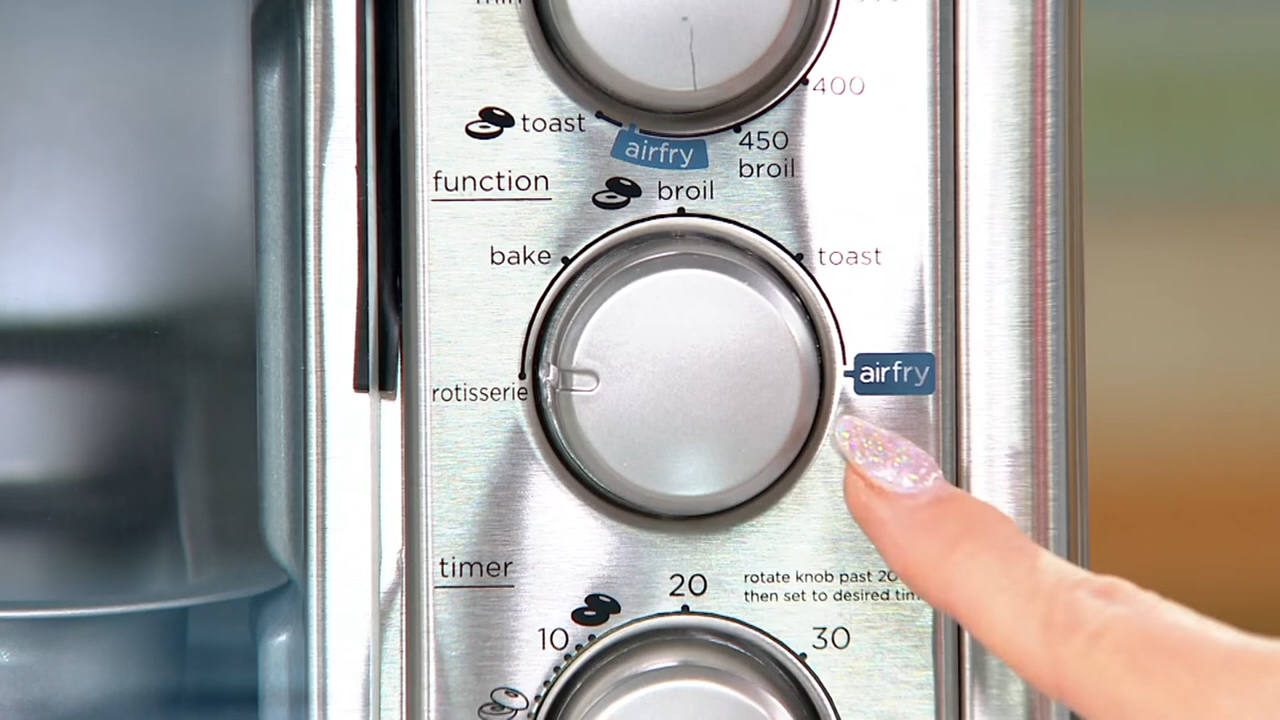 400
toast
airfry
450
broil
function
broil
bake
toast
rotisserie
airfry
timer
20
rotate knob past 20
then set to desired
10
30